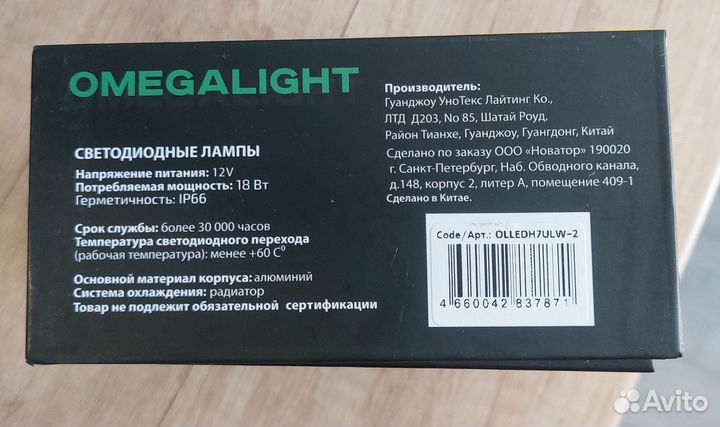 OMEGALIGHT
СВЕТОДИОДНЫЕ ЛАМПЫ
Напряжение питания: 12V
Потребляемая мощность: 18 Вт
Герметичность: IP66
Срок службы: более 30 000 часов
Температура светодиодного перехода
(рабочая температура): менее +60 C⁰
Основной материал корпуса: алюминий
Система охлаждения: радиатор
Товар не подлежит обязательной сертификации
Производитель:
Гуанджоу УноТекс Лайтинг Ко.,
ЛТД Д203, No 85, Шатай Роуд,
Район Тианхе, Гуанджоу, Гуангдонг, Китай
Сделано по заказу ООО «Новатор» 190020
г. Санкт-Петербург, Наб. Обводного канала,
д.148, корпус 2, литер А, помещение 409-1
Сделано в Китае.
Code/Арт.: OLLEDH7ULW-2
4 660042 837871
Avito